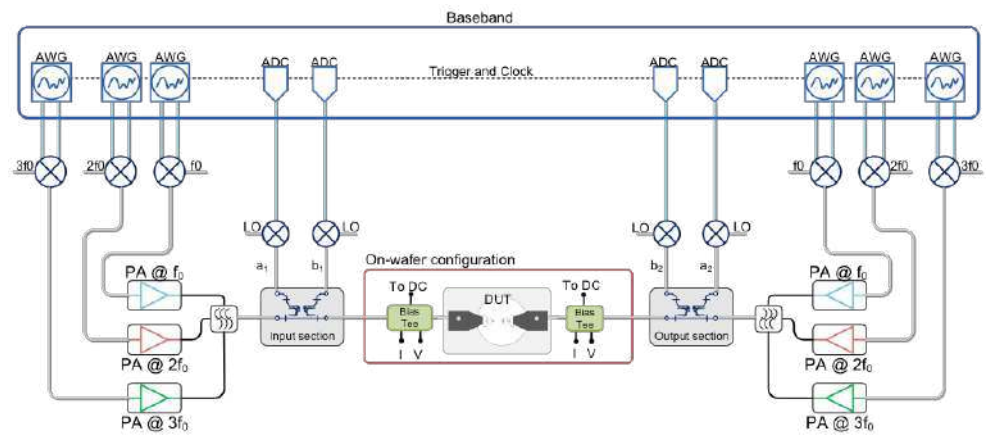 Baseband
AWG AWG AWG ADC ADC Trigger and Clock ADC ADC AWG AWG AWG
3f0 2f0 f0 f0 2f0 3f0
LO LO LO LO
a1 b1 b2 a2
On-wafer configuration
PA @ f0 To DC DUT To DC PA @ f0
Bias Tee Bias Tee
Input section Output section
I V I V
PA @ 2f0 PA @ 2f0
PA @ 3f0 PA @ 3f0